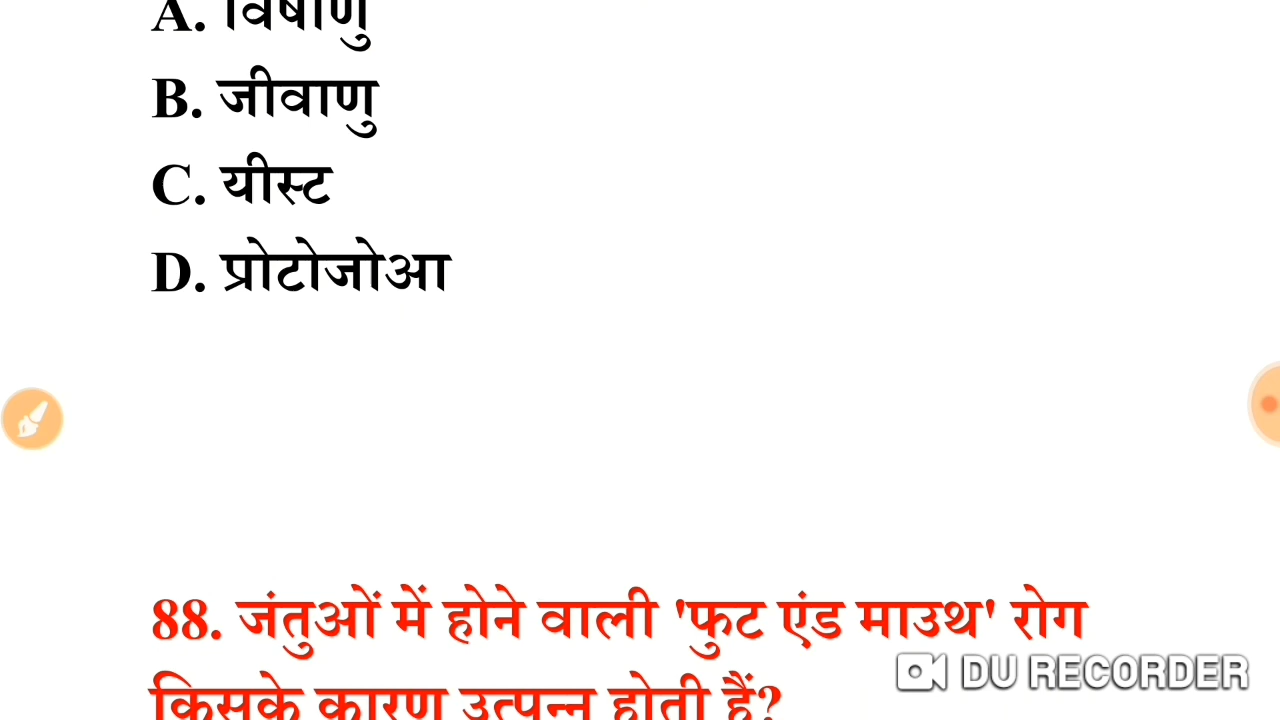 A. विषाणु
B. जीवाणु
C. यीस्ट
D. प्रोटोजोआ
88. जंतुओं में होने वाली 'फुट एंड माउथ' रोग
DU RECORDER
किसके कारण उत्पन्न होती हैं?